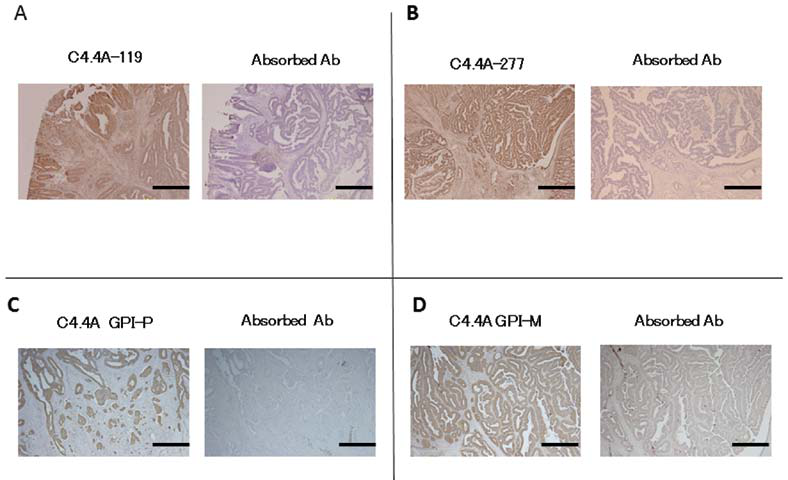 A
C4.4A-119
Absorbed Ab
B
C4.4A-277
Absorbed Ab
C
C4.4A GPI-P
Absorbed Ab
D
C4.4A GPI-M
Absorbed Ab